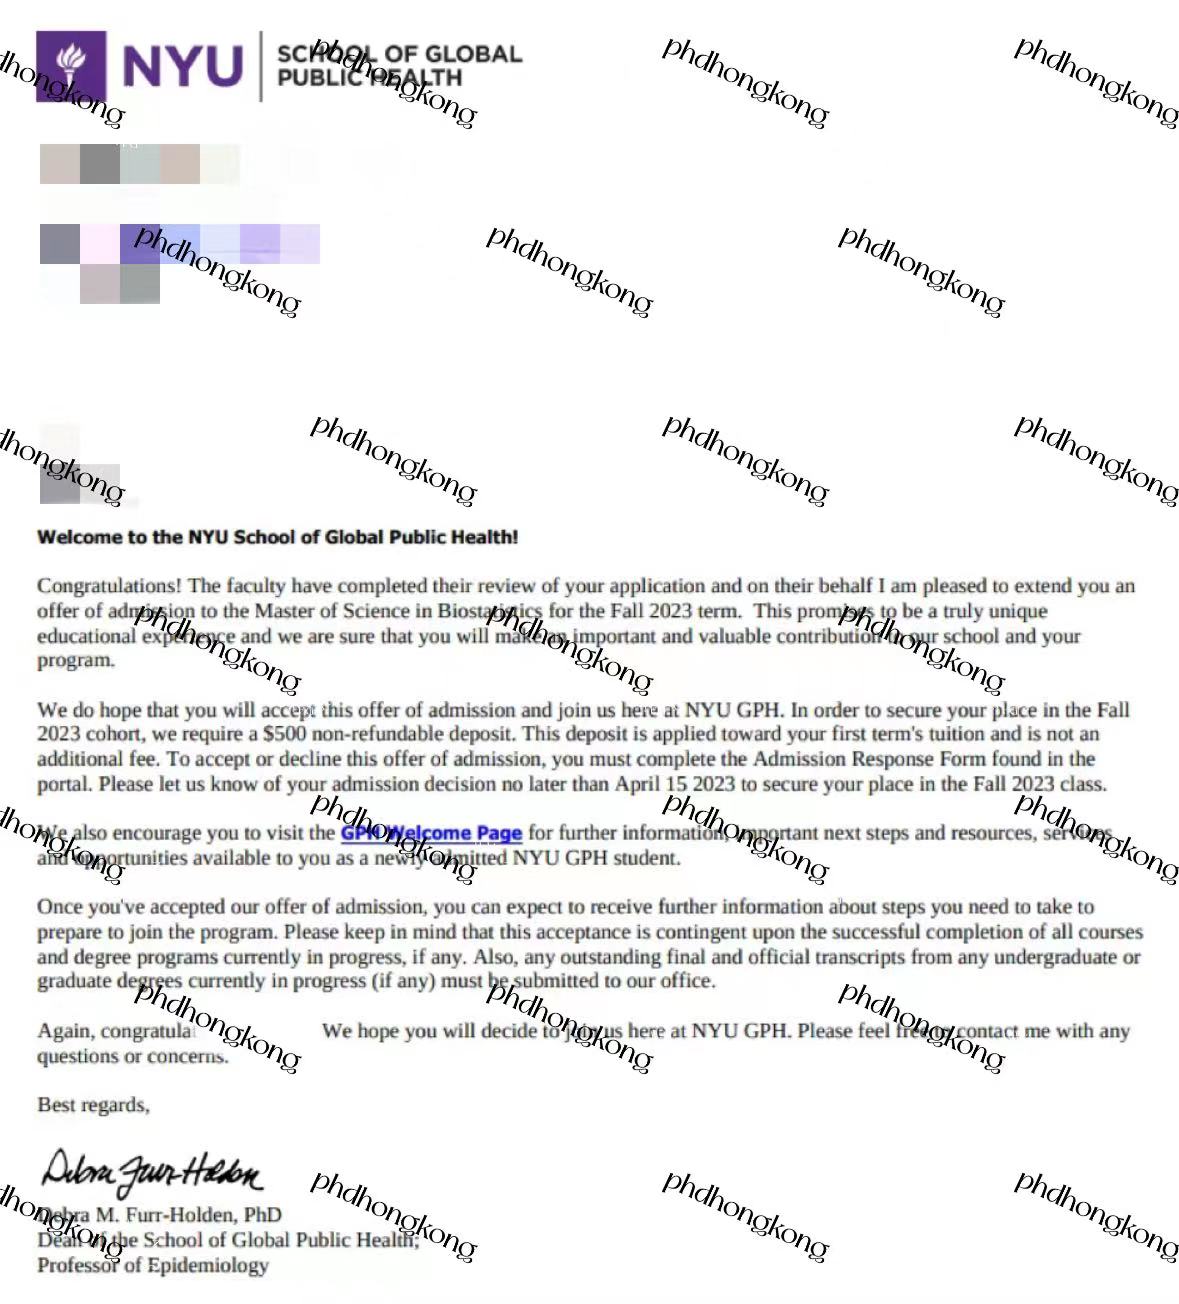 NYU
SCHOOL OF GLOBAL
PUBLIC HEALTH
phdhongkong
phdhongkong
phdhongkong
phdhongkong
phdhongkong
phdhongkong
phdhongkong
phdhongkong
phdhongkong
phdhongkong
phdhongkong
Welcome to the NYU School of Global Public Health!
Congratulations! The faculty have completed their review of your application and on their behalf I am pleased to extend you an
offer of admission to the Master of Science in Biostatistics for the Fall 2023 term. This promises to be a truly unique
educational experience and we are sure that you will make an important and valuable contribution to our school and your
program.
phdhongkong
phdhongkong
phdhongkong
We do hope that you will accept this offer of admission and join us here at NYU GPH. In order to secure your place in the Fall
2023 cohort, we require a $500 non-refundable deposit. This deposit is applied toward your first term's tuition and is not an
additional fee. To accept or decline this offer of admission, you must complete the Admission Response Form found in the
portal. Please let us know of your admission decision no later than April 15 2023 to secure your place in the Fall 2023 class.
phdhongkong
phdhongkong
phdhongkong
phdhongkong
We also encourage you to visit the GPH Welcome Page for further information, important next steps and resources, services
and opportunities available to you as a newly admitted NYU GPH student.
Once you've accepted our offer of admission, you can expect to receive further information about steps you need to take to
prepare to join the program. Please keep in mind that this acceptance is contingent upon the successful completion of all courses
and degree programs currently in progress, if any. Also, any outstanding final and official transcripts from any undergraduate or
graduate degrees currently in progress (if any) must be submitted to our office.
phdhongkong
phdhongkong
phdhongkong
Again, congratula We hope you will decide to join us here at NYU GPH. Please feel free to contact me with any
questions or concerns.
Best regards,
Debra Furr-Holden
phdhongkong
phdhongkong
phdhongkong
phdhongkong
Debra M. Furr-Holden, PhD
Dean of the School of Global Public Health;
Professor of Epidemiology